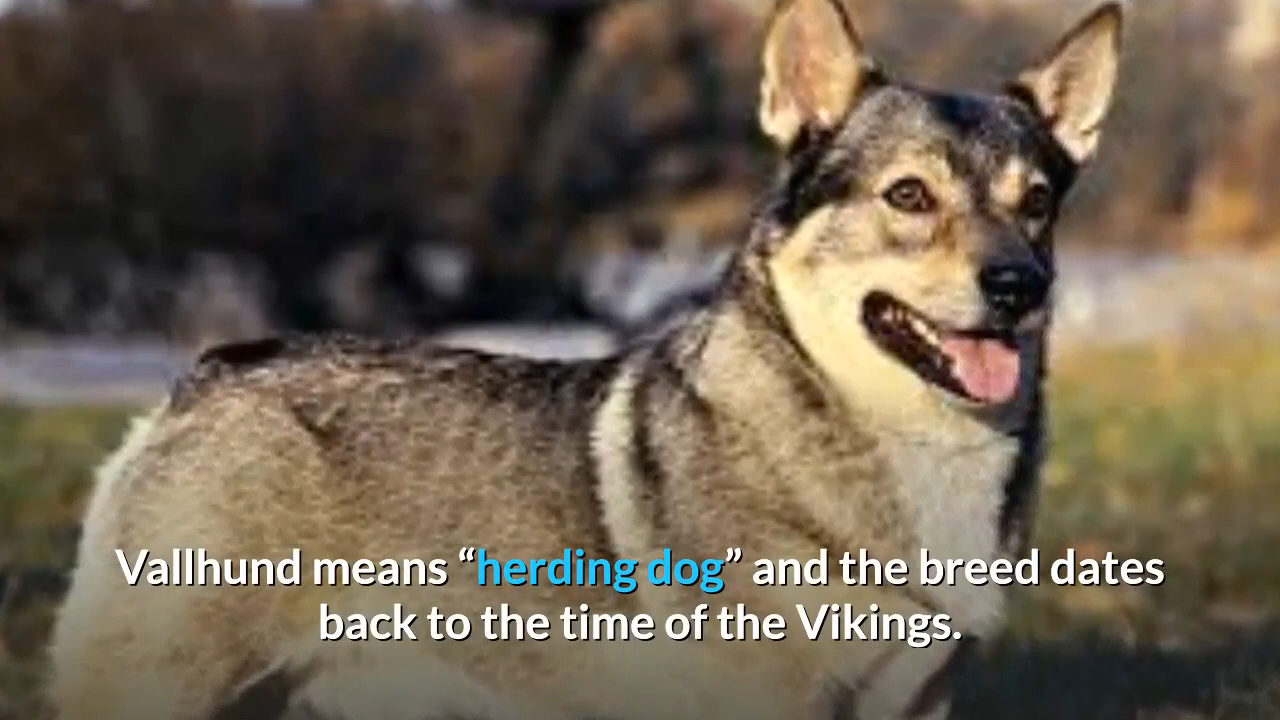 Vallhund means “herding dog” and the breed dates
back to the time of the Vikings.